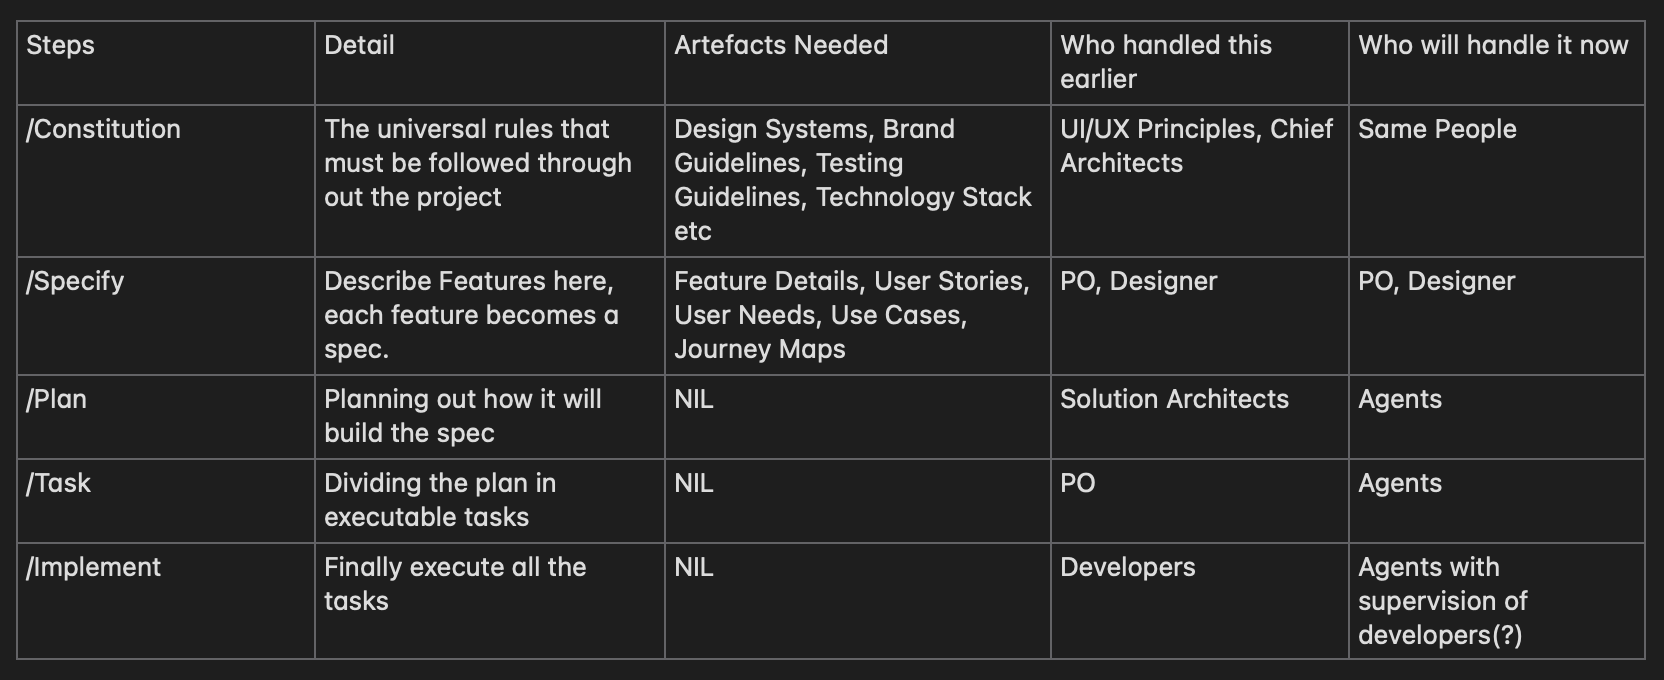 Steps
Detail
Artefacts Needed
Who handled this
earlier
Who will handle it now
/Constitution
The universal rules that
must be followed through
out the project
Design Systems, Brand
Guidelines, Testing
Guidelines, Technology Stack
etc
UI/UX Principles, Chief
Architects
Same People
/Specify
Describe Features here,
each feature becomes a
spec.
Feature Details, User Stories,
User Needs, Use Cases,
Journey Maps
PO, Designer
PO, Designer
/Plan
Planning out how it will
build the spec
NIL
Solution Architects
Agents
/Task
Dividing the plan in
executable tasks
NIL
PO
Agents
/Implement
Finally execute all the
tasks
NIL
Developers
Agents with
supervision of
developers(?)